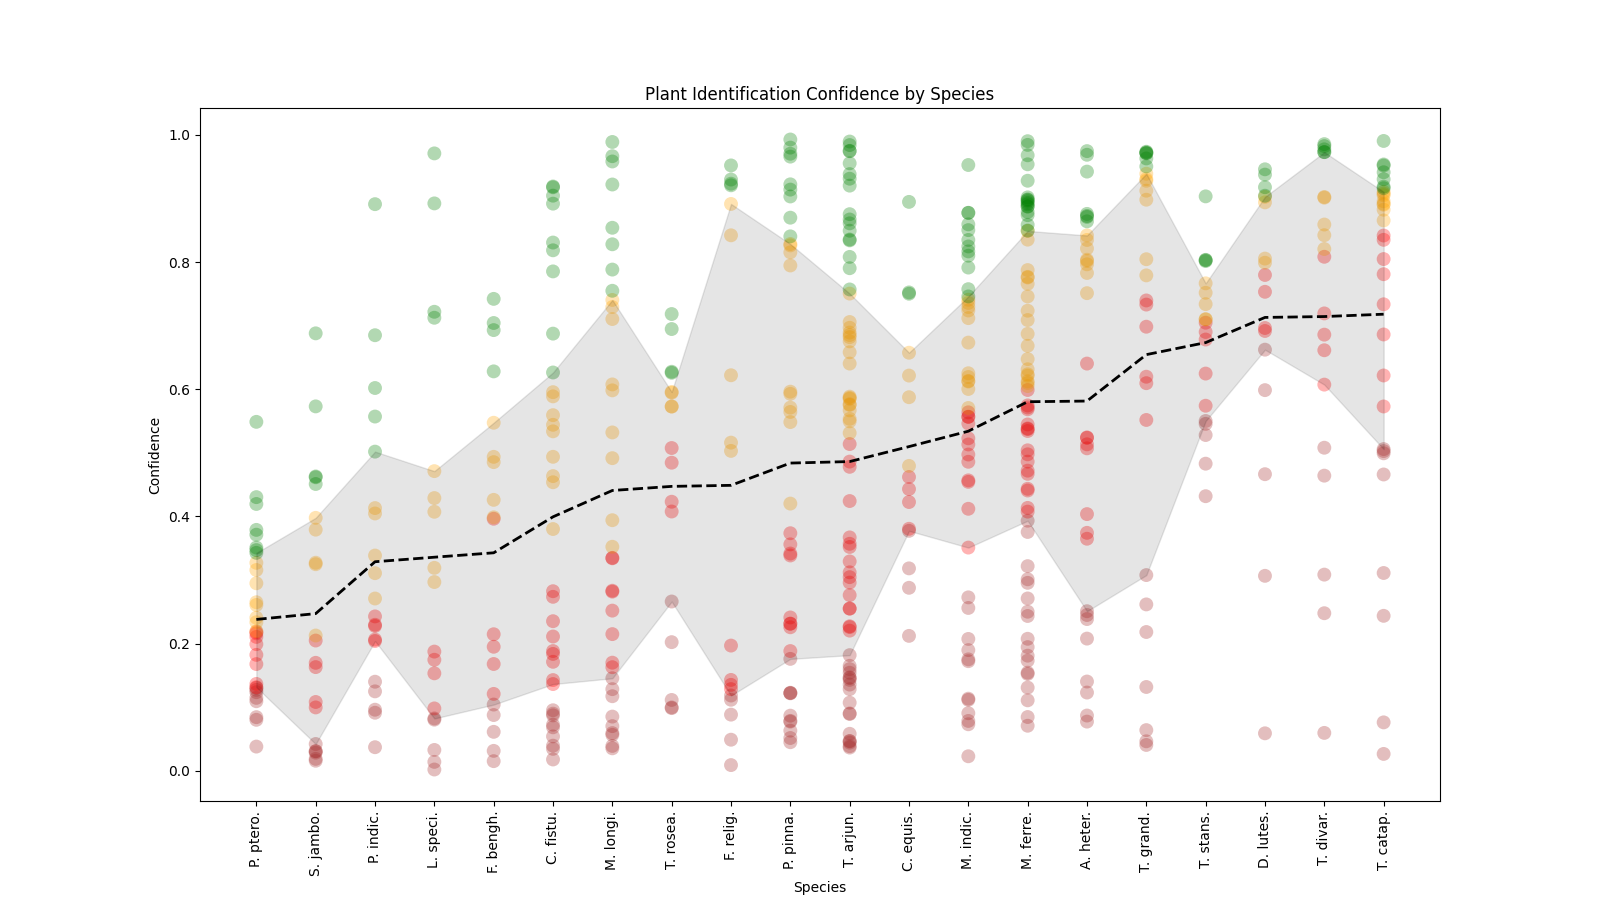 Plant Identification Confidence by Species
Confidence
1.0
0.8
0.6
0.4
0.2
0.0
P. ptero.
S. jambo.
P. indic.
L. speci.
F. bengh.
C. fistu.
M. longi.
T. rosea.
F. relig.
P. pinna.
T. arjun.
C. equis.
M. indic.
M. ferre.
A. heter.
T. grand.
T. stans.
D. lutes.
T. divar.
T. catap.
Species